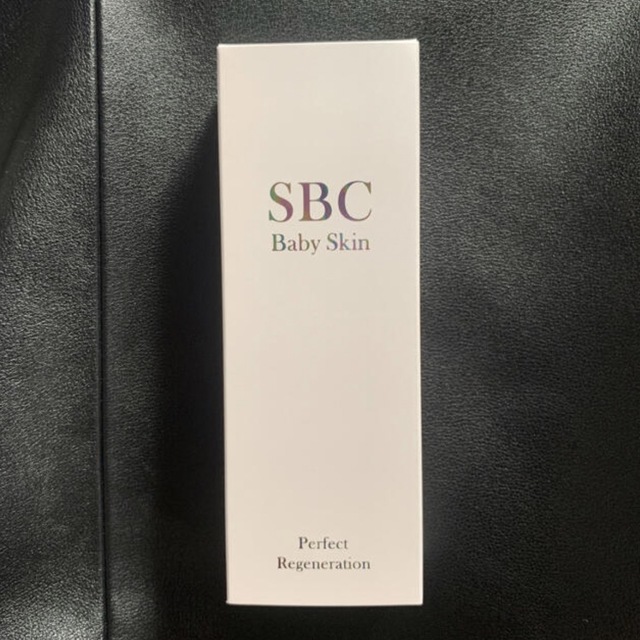 SBC
Baby Skin
Perfect
Regeneration